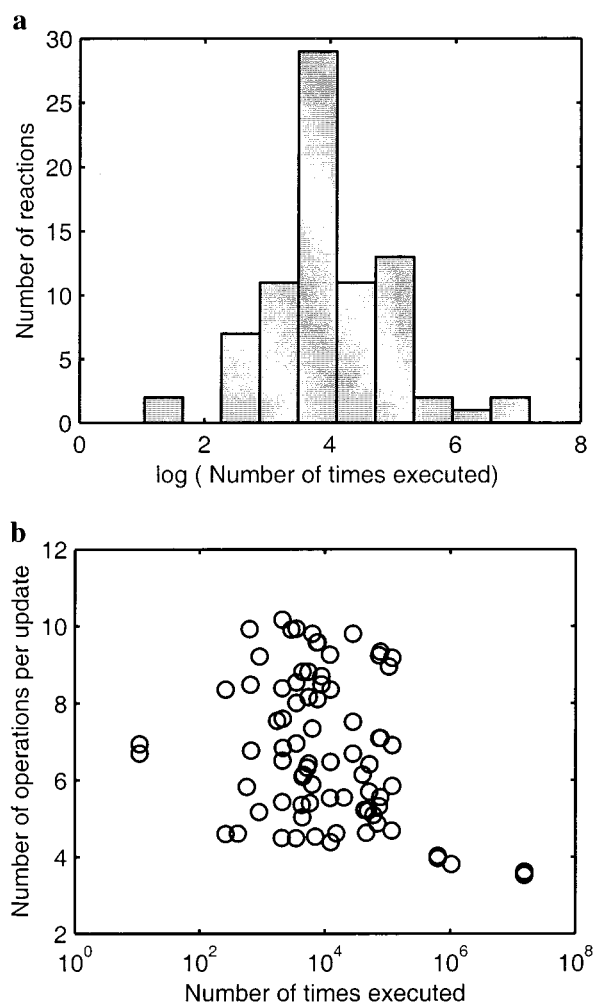 a
30
25
20
15
10
5
0
Number of reactions
0 2 4 6 8
log ( Number of times executed)
b
12
10
8
6
4
2
Number of operations per update
10^0 10^2 10^4 10^6 10^8
Number of times executed